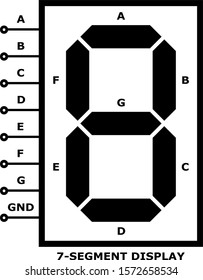 A
B
C
D
E
F
G
GND
A
F B
G
E C
D
7-SEGMENT DISPLAY
shutterstock.com · 1572658534